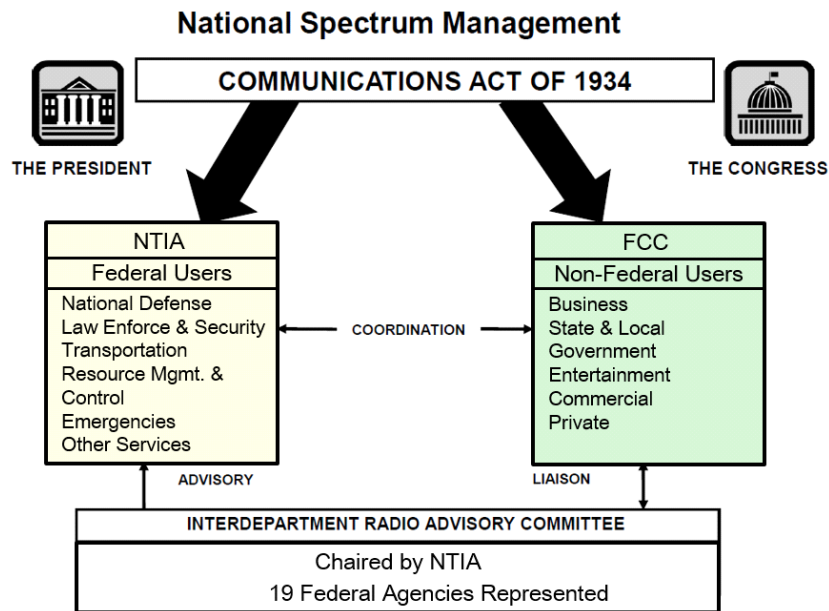 National Spectrum Management
COMMUNICATIONS ACT OF 1934
THE PRESIDENT
THE CONGRESS
NTIA
Federal Users
National Defense
Law Enforce & Security
Transportation
Resource Mgmt. &
Control
Emergencies
Other Services
COORDINATION
FCC
Non-Federal Users
Business
State & Local
Government
Entertainment
Commercial
Private
ADVISORY
LIAISON
INTERDEPARTMENT RADIO ADVISORY COMMITTEE
Chaired by NTIA
19 Federal Agencies Represented